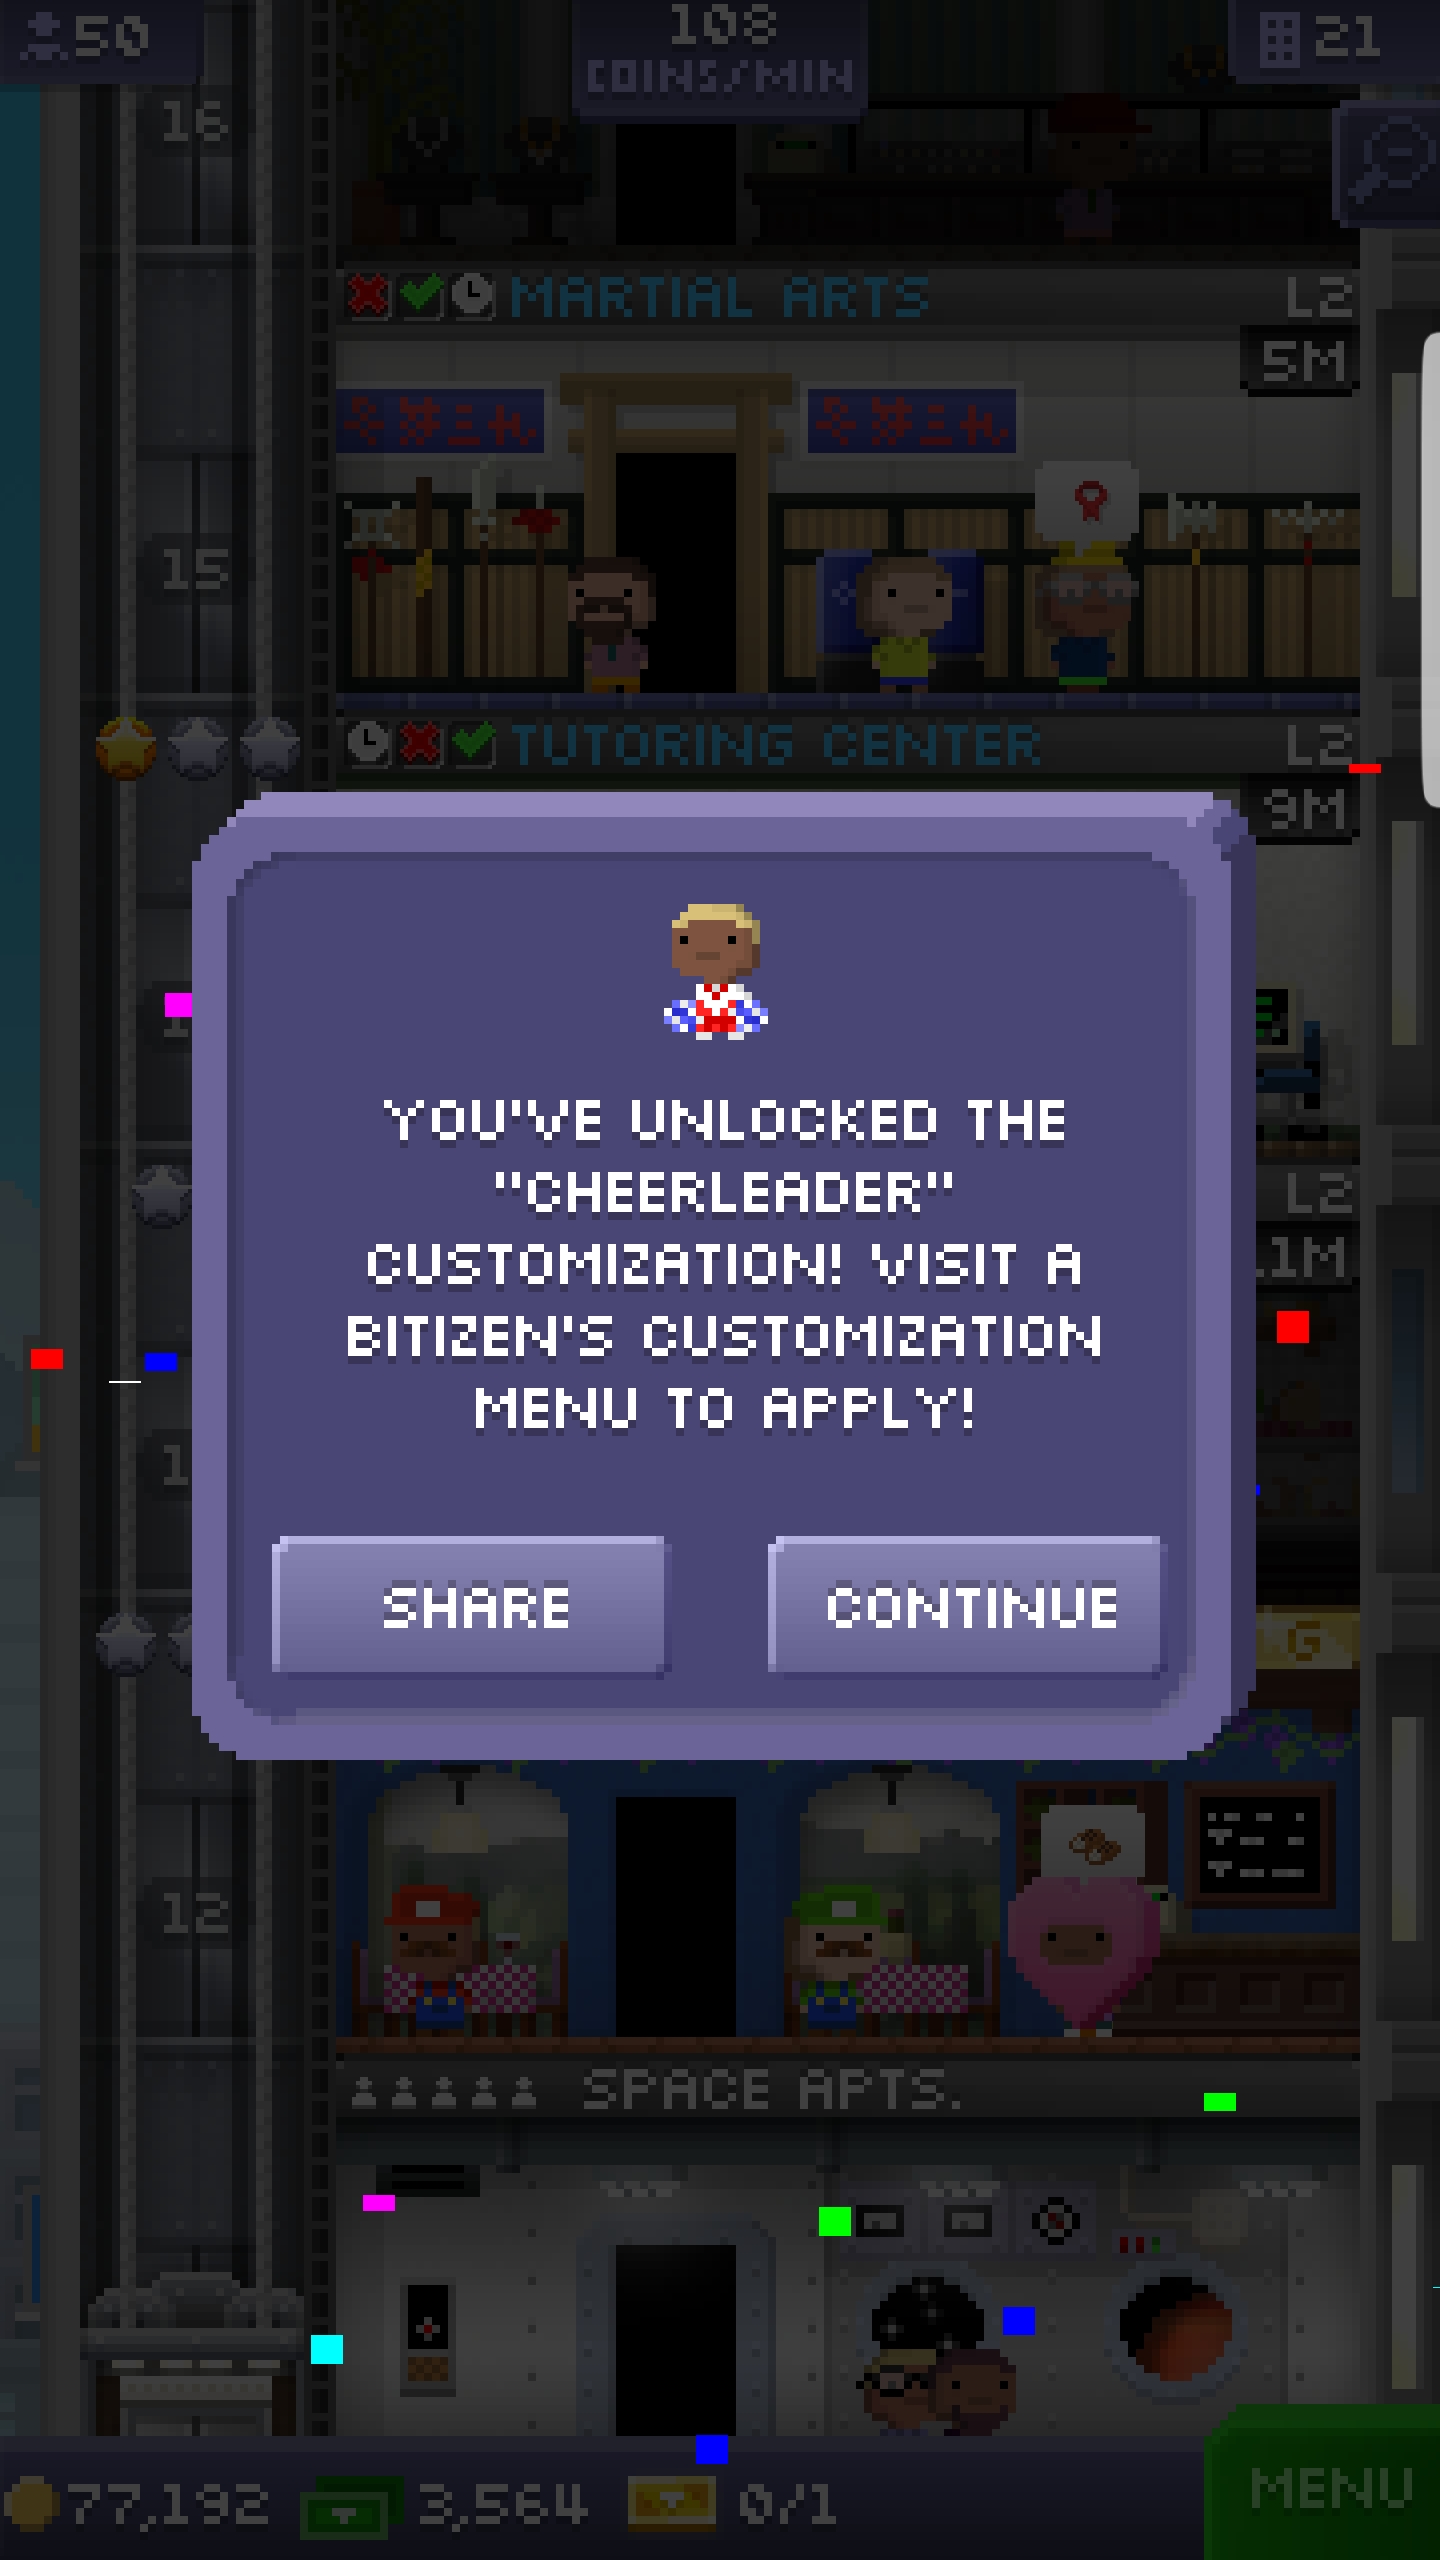 50
108
COINS/MIN
21
16
MARTIAL ARTS
L2
5M
15
TUTORING CENTER
L2
9M
YOU'VE UNLOCKED THE
"CHEERLEADER"
CUSTOMIZATION! VISIT A
BITIZEN'S CUSTOMIZATION
MENU TO APPLY!
L2
SHARE
CONTINUE
12
SPACE APTS.
77,192
3,564
0/1
MENU